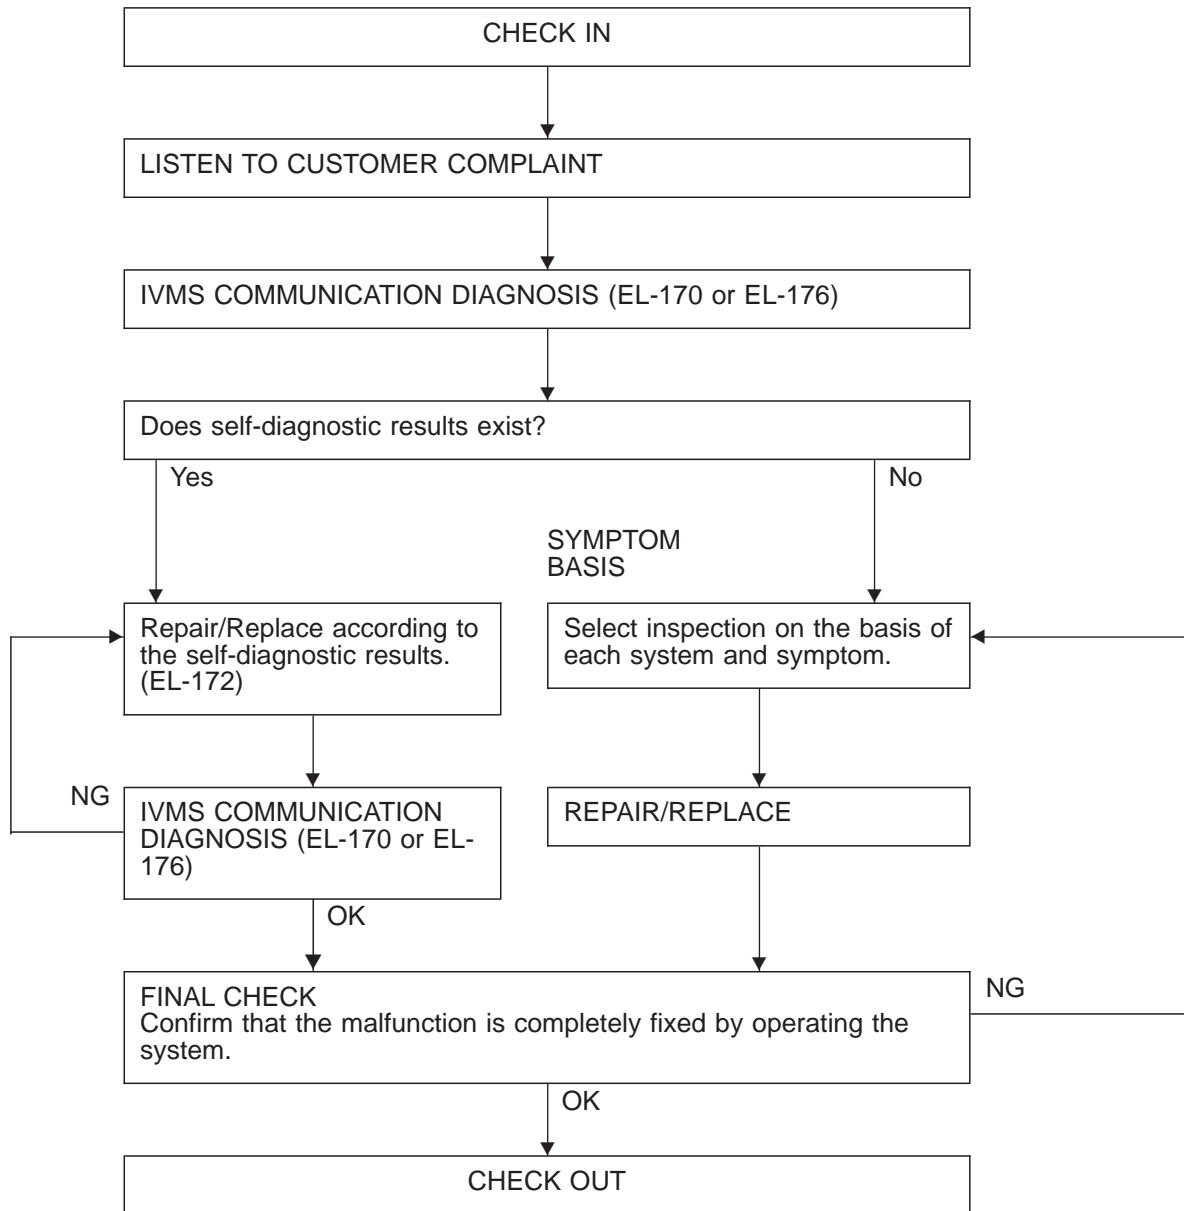 CHECK IN
LISTEN TO CUSTOMER COMPLAINT
IVMS COMMUNICATION DIAGNOSIS (EL-170 or EL-176)
Does self-diagnostic results exist?
Yes
No
SYMPTOM
BASIS
Repair/Replace according to
the self-diagnostic results.
(EL-172)
Select inspection on the basis of
each system and symptom.
NG
IVMS COMMUNICATION
DIAGNOSIS (EL-170 or EL-
176)
REPAIR/REPLACE
OK
FINAL CHECK
Confirm that the malfunction is completely fixed by operating the
system.
NG
OK
CHECK OUT